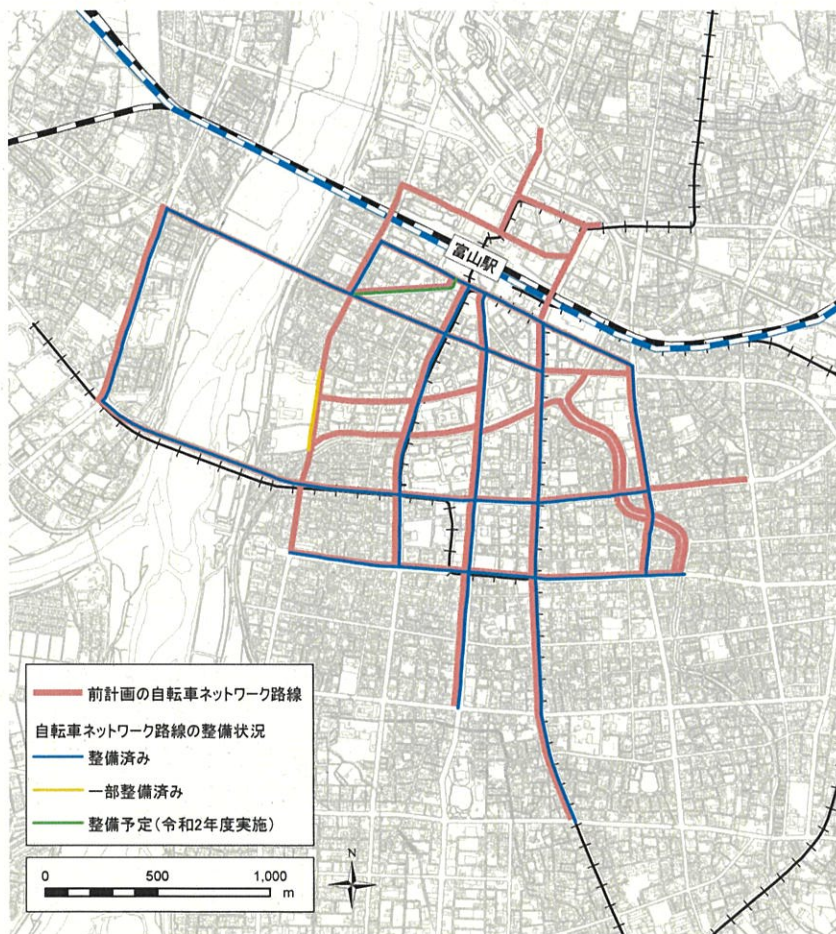 富山駅
前計画の自転車ネットワーク路線
自転車ネットワーク路線の整備状況
整備済み
一部整備済み
整備予定(令和2年度実施)
0 500 1,000
m
N